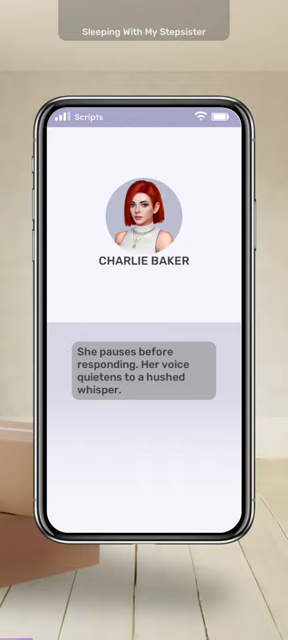 Sleeping With My Stepsister
Scripts
CHARLIE BAKER
She pauses before
responding. Her voice
quietens to a hushed
whisper.